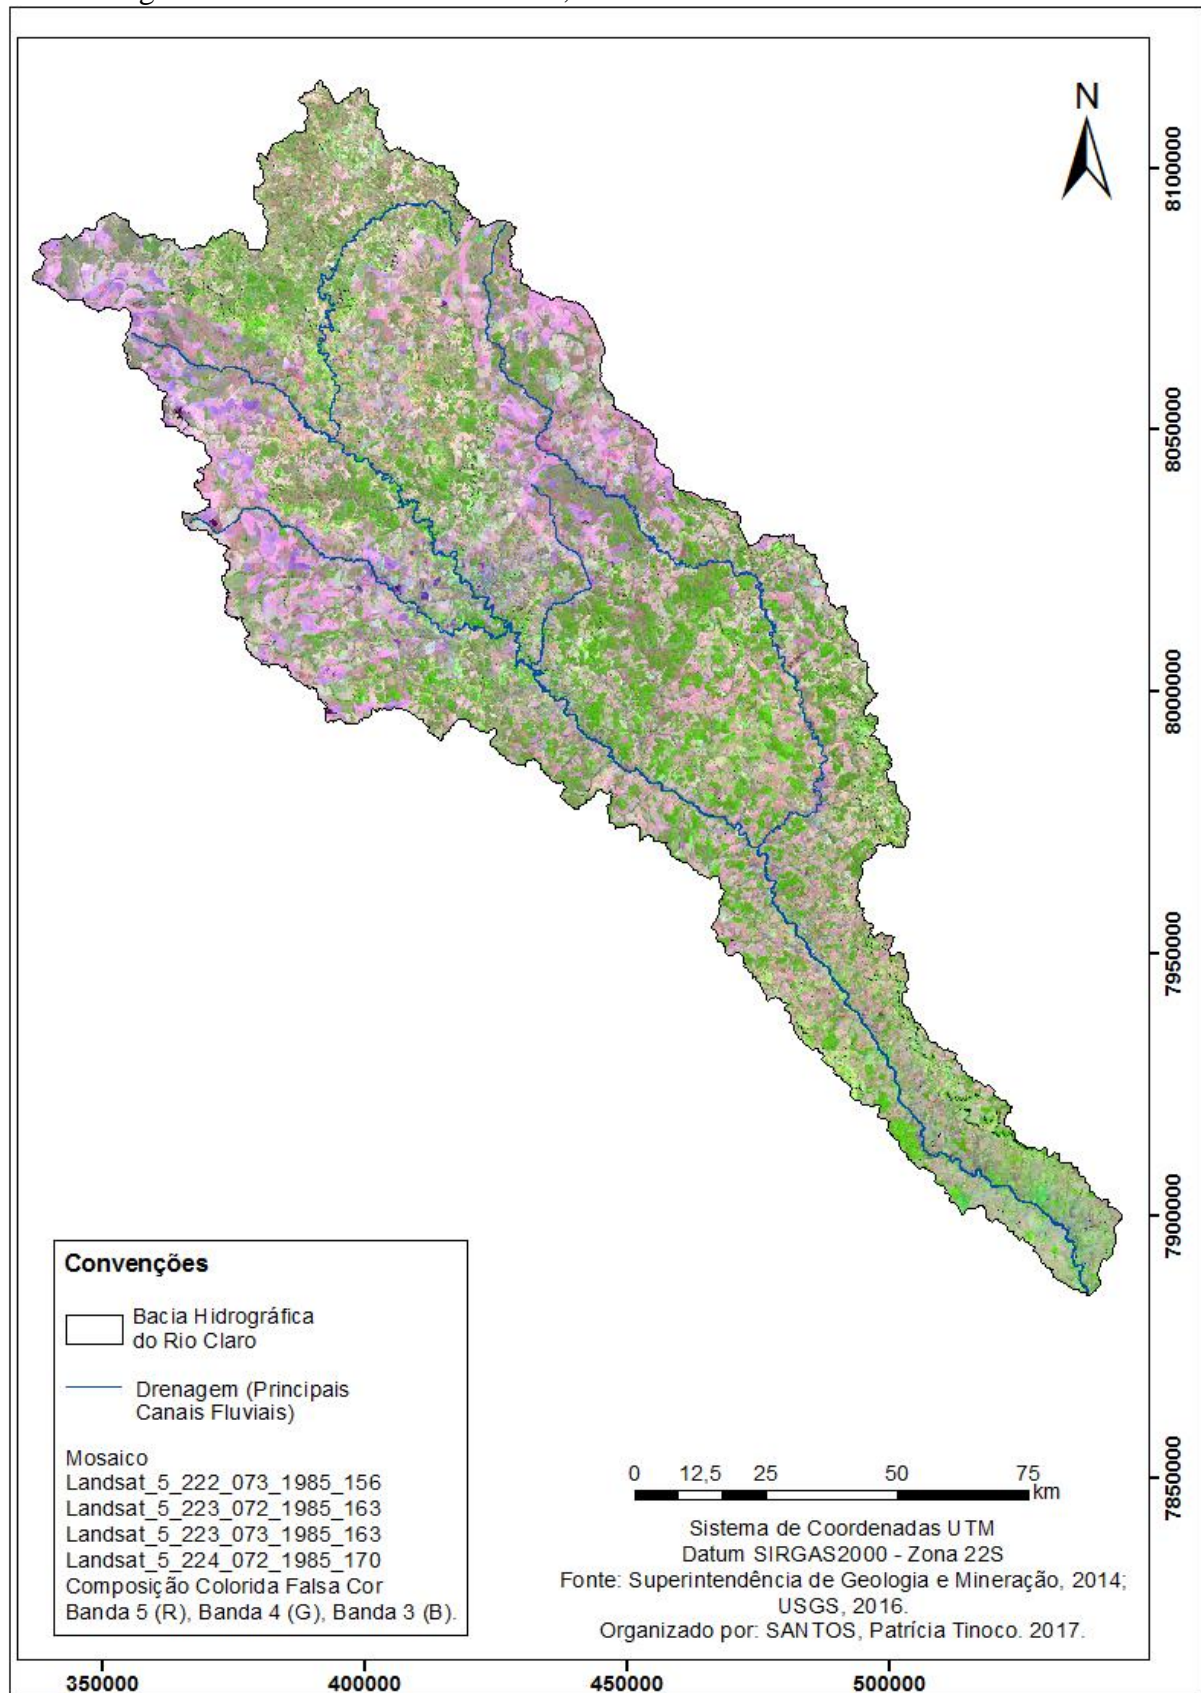 N
8100000
8050000
8000000
7950000
7900000
7850000
Convenções
Bacia Hidrográfica
do Rio Claro
Drenagem (Principais
Canais Fluviais)
Mosaico
Landsat_5_222_073_1985_156
Landsat_5_223_072_1985_163
Landsat_5_223_073_1985_163
Landsat_5_224_072_1985_170
Composição Colorida Falsa Cor
Banda 5 (R), Banda 4 (G), Banda 3 (B).
0 12,5 25 50 75
km
Sistema de Coordenadas UTM
Datum SIRGAS2000 - Zona 22S
Fonte: Superintendência de Geologia e Mineração, 2014;
USGS, 2016.
Organizado por: SANTOS, Patrícia Tinoco. 2017.
350000 400000 450000 500000